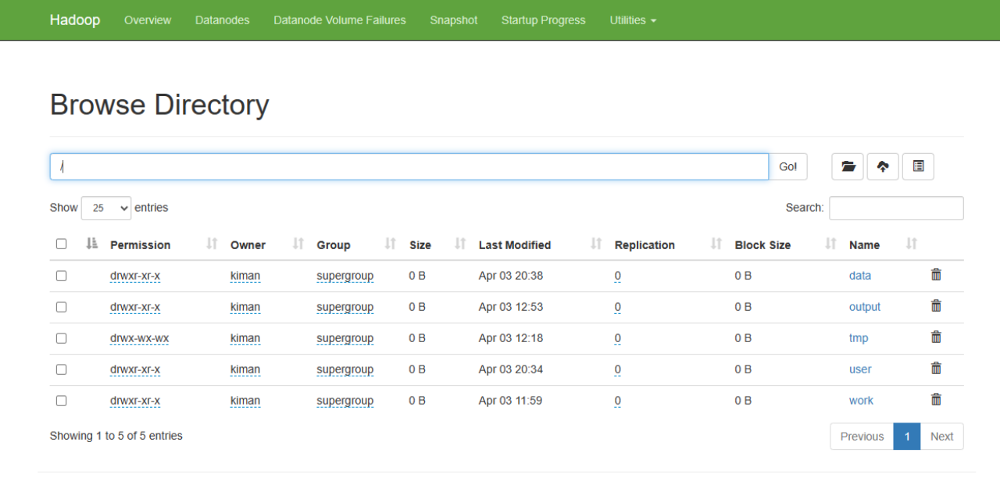 Hadoop Overview Datanodes Datanode Volume Failures Snapshot Startup Progress Utilities
Browse Directory
/ Go!
Show 25 entries Search:
Permission Owner Group Size Last Modified Replication Block Size Name
drwxr-xr-x kiman supergroup 0 B Apr 03 20:38 0 0 B data
drwxr-xr-x kiman supergroup 0 B Apr 03 12:53 0 0 B output
drwx-wx-wx kiman supergroup 0 B Apr 03 12:18 0 0 B tmp
drwxr-xr-x kiman supergroup 0 B Apr 03 20:34 0 0 B user
drwxr-xr-x kiman supergroup 0 B Apr 03 11:59 0 0 B work
Showing 1 to 5 of 5 entries Previous 1 Next